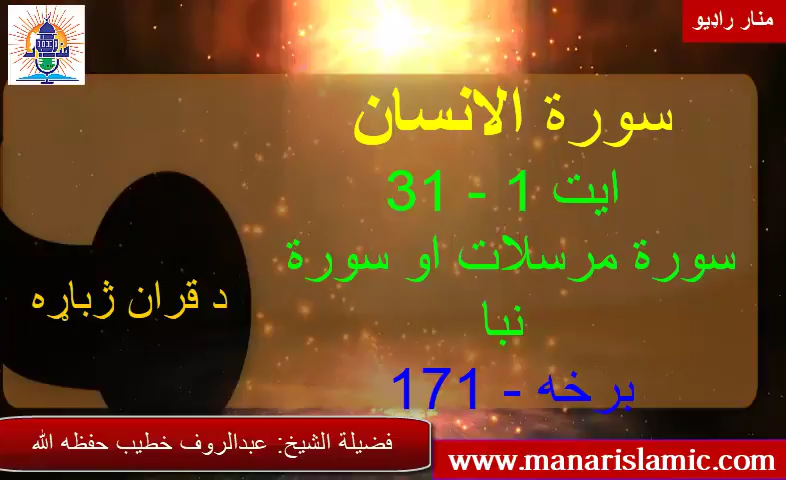 منار راډیو
سورة الانسان
ایت 1 - 31
سورة مرسلات او سورة
نبا
د قران ژباړه
برخه - 171
فضيلة الشيخ: عبدالروف خطيب حفظه الله
www.manarislamic.com